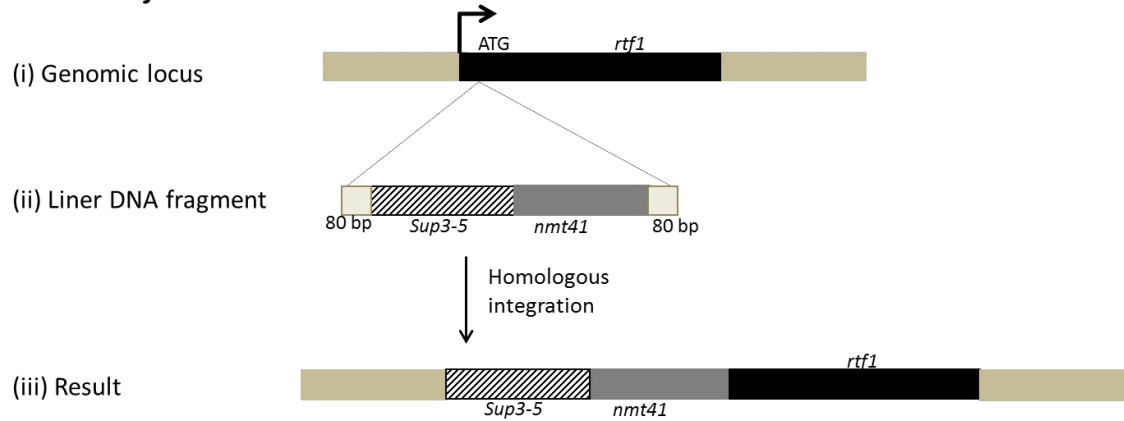 ATG rtf1
(i) Genomic locus
(ii) Liner DNA fragment
80 bp Sup3-5 nmt41 80 bp
Homologous
integration
rtf1
(iii) Result
Sup3-5 nmt41